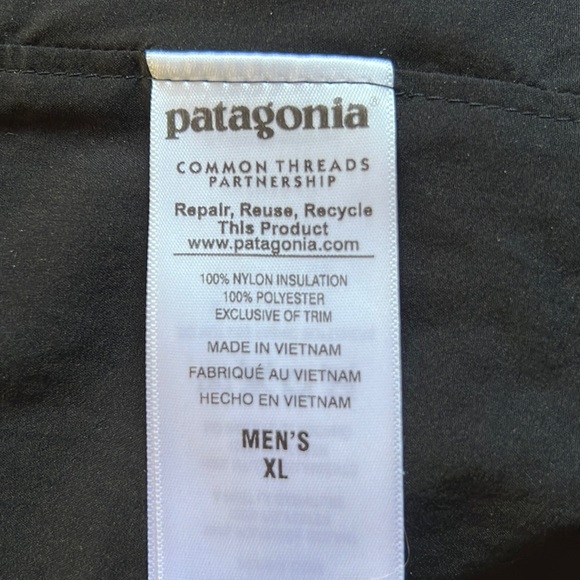 patagonia®
COMMON THREADS
PARTNERSHIP
Repair, Reuse, Recycle
This Product
www.patagonia.com
100% NYLON INSULATION
100% POLYESTER
EXCLUSIVE OF TRIM
MADE IN VIETNAM
FABRIQUÉ AU VIETNAM
HECHO EN VIETNAM
MEN'S
XL